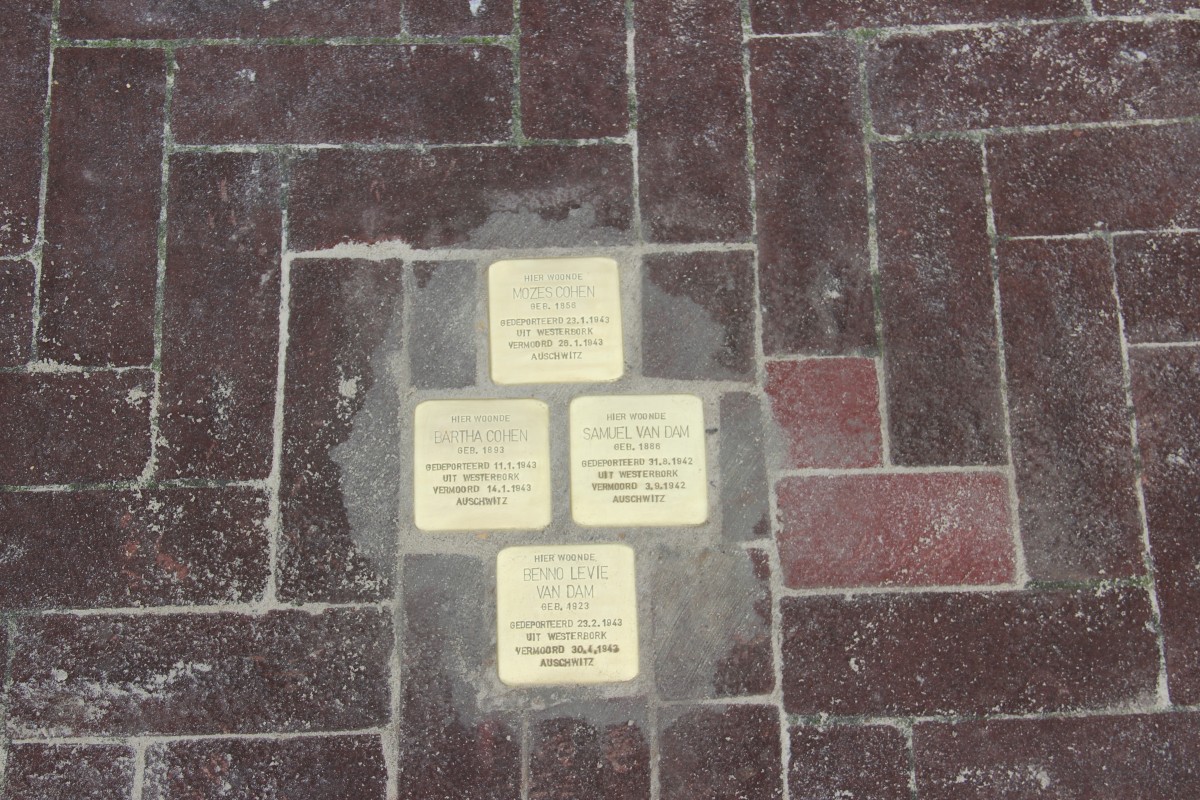 HIER WOONDE
MOZES COHEN
GEB. 1858
GEDEPORTEERD 23.1.1943
UIT WESTERBORK
VERMOORD 26.1.1943
AUSCHWITZ
HIER WOONDE
BARTHA COHEN
GEB. 1893
GEDEPORTEERD 11.1.1943
UIT WESTERBORK
VERMOORD 14.1.1943
AUSCHWITZ
HIER WOONDE
SAMUEL VAN DAM
GEB. 1886
GEDEPORTEERD 31.8.1942
UIT WESTERBORK
VERMOORD 3.9.1942
AUSCHWITZ
HIER WOONDE
BENNO LEVIE
VAN DAM
GEB. 1923
GEDEPORTEERD 23.2.1943
UIT WESTERBORK
VERMOORD 30.4.1943
AUSCHWITZ